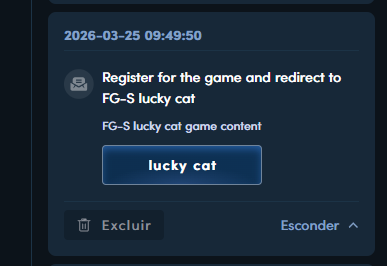 2026-03-25 09:49:50
Register for the game and redirect to
FG-S lucky cat
FG-S lucky cat game content
lucky cat
Excluir
Esconder